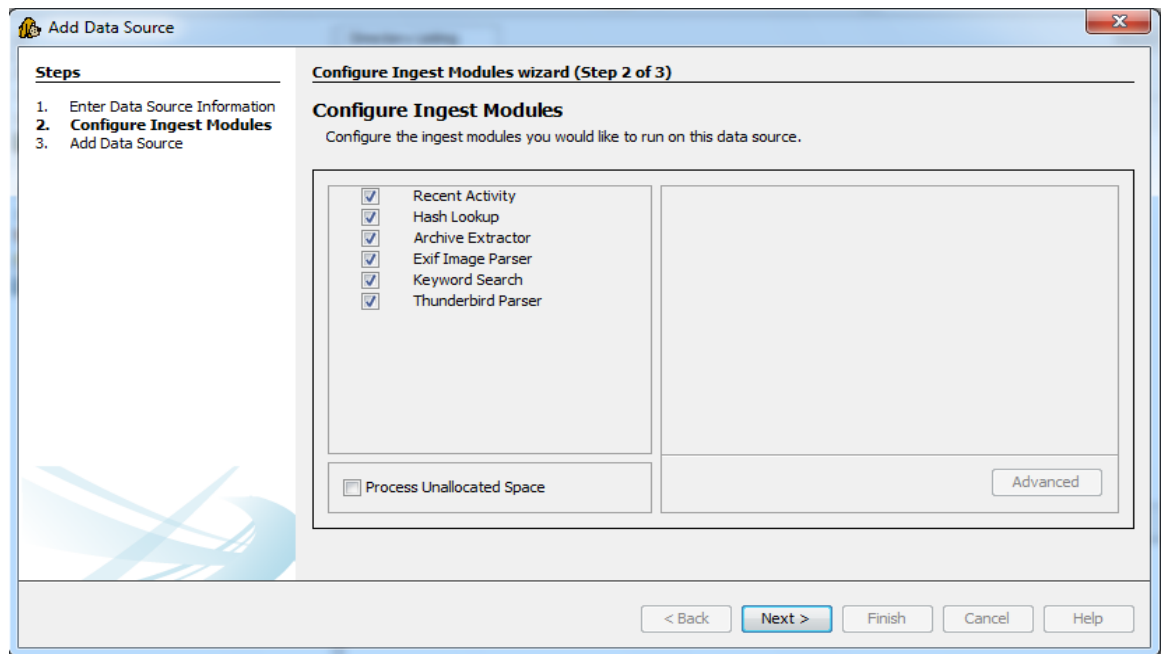 Add Data Source
Steps
1. Enter Data Source Information
2. Configure Ingest Modules
3. Add Data Source
Configure Ingest Modules wizard (Step 2 of 3)
Configure Ingest Modules
Configure the ingest modules you would like to run on this data source.
Recent Activity
Hash Lookup
Archive Extractor
Exif Image Parser
Keyword Search
Thunderbird Parser
Process Unallocated Space
Advanced
< Back
Next >
Finish
Cancel
Help